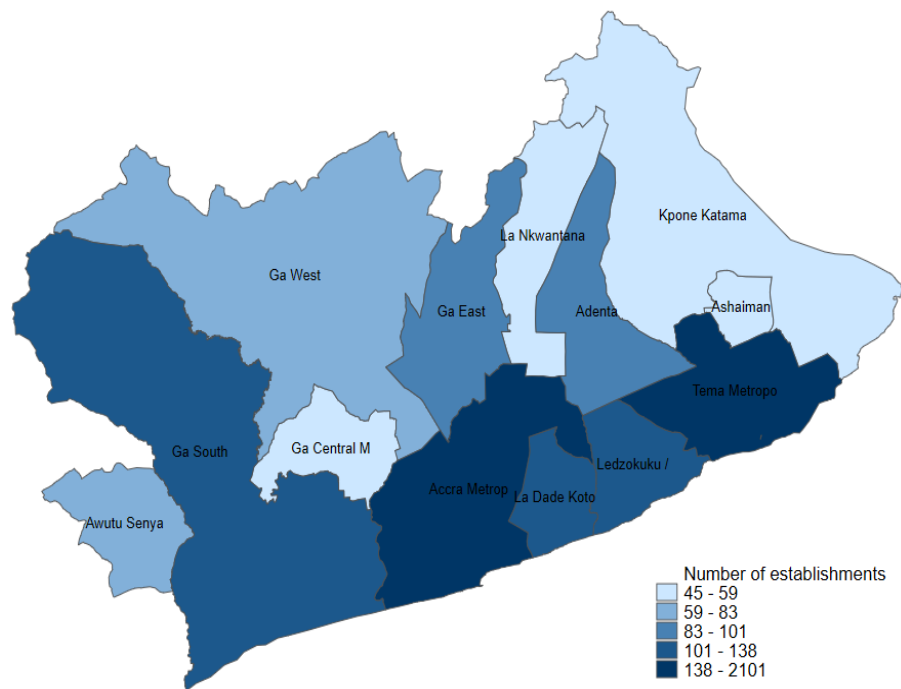 Kpone Katama
La Nkwantana
Ga West
Ashaiman
Ga East
Adenta
Tema Metropo
Ga South
Ga Central M
Ledzokuku /
Accra Metrop
La Dade Koto
Awutu Senya
Number of establishments
45 - 59
59 - 83
83 - 101
101 - 138
138 - 2101